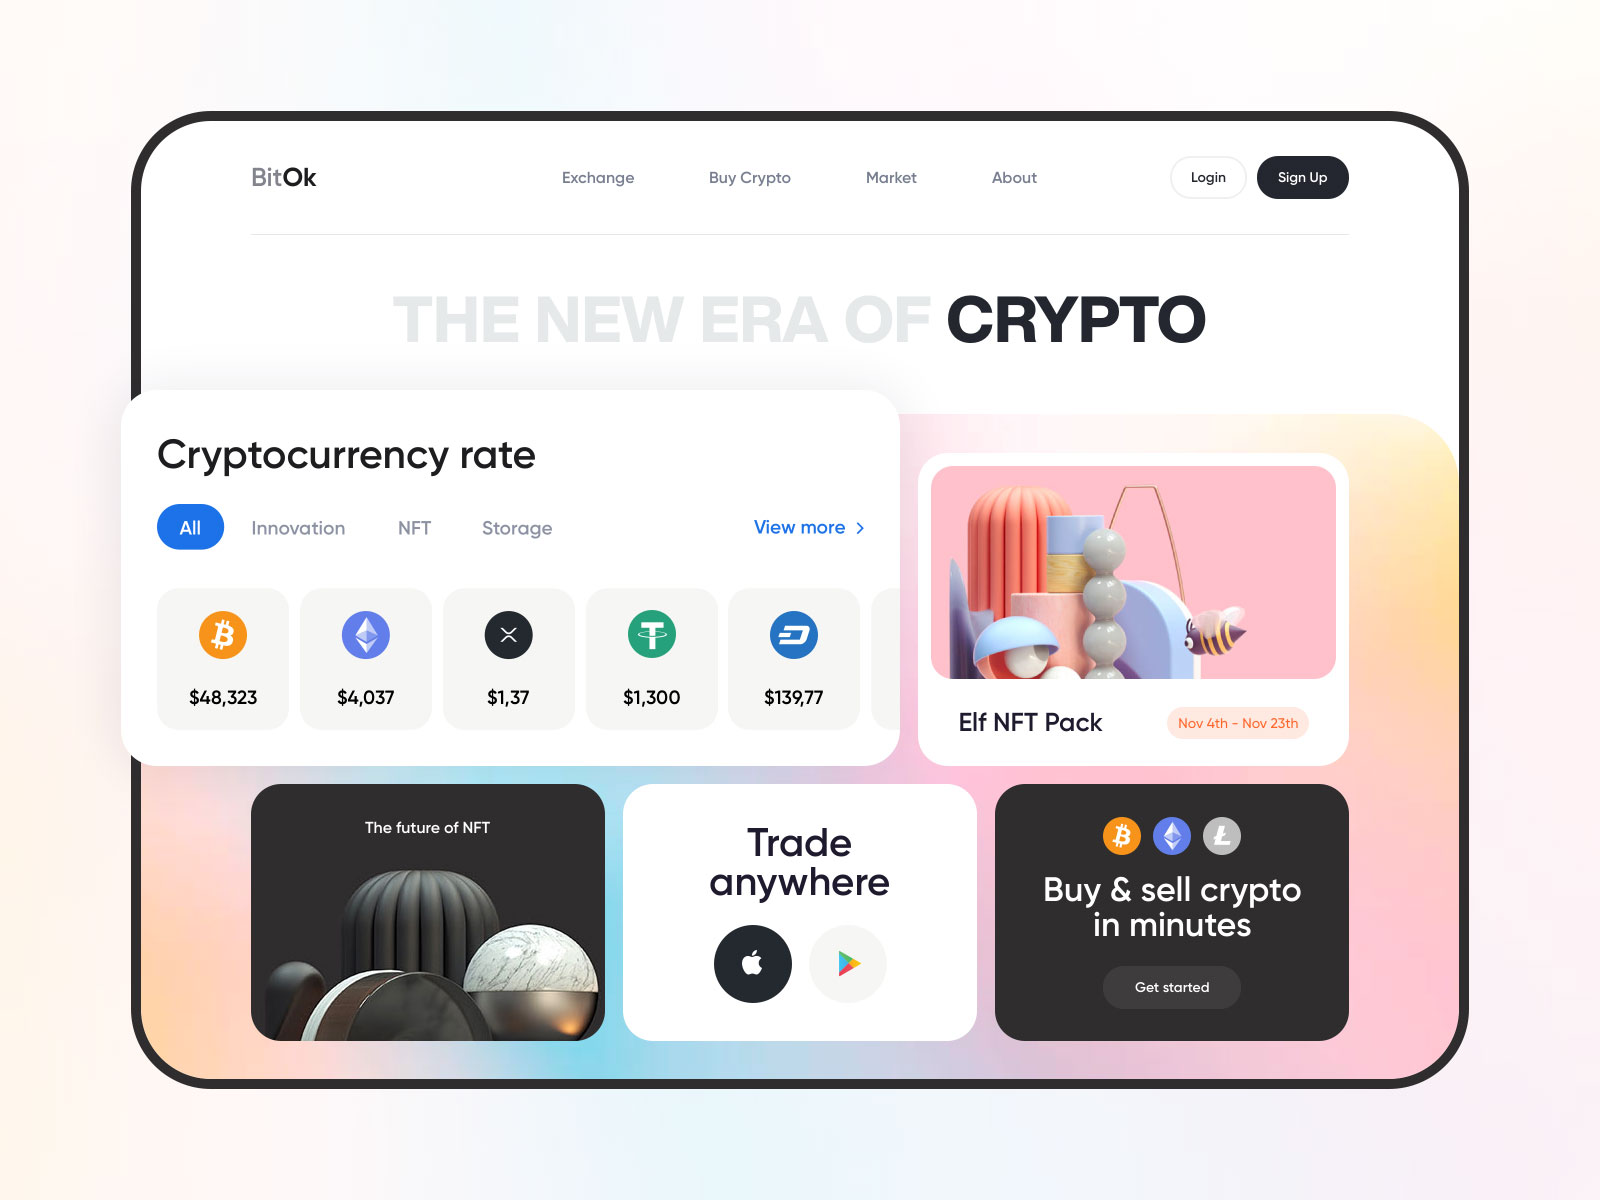 BitOk
Exchange
Buy Crypto
Market
About
Login
Sign Up
THE NEW ERA OF CRYPTO
Cryptocurrency rate
All
Innovation
NFT
Storage
View more
$48,323
$4,037
$1,37
$1,300
$139,77
Elf NFT Pack
Nov 4th - Nov 23th
The future of NFT
Trade
anywhere
Buy & sell crypto
in minutes
Get started